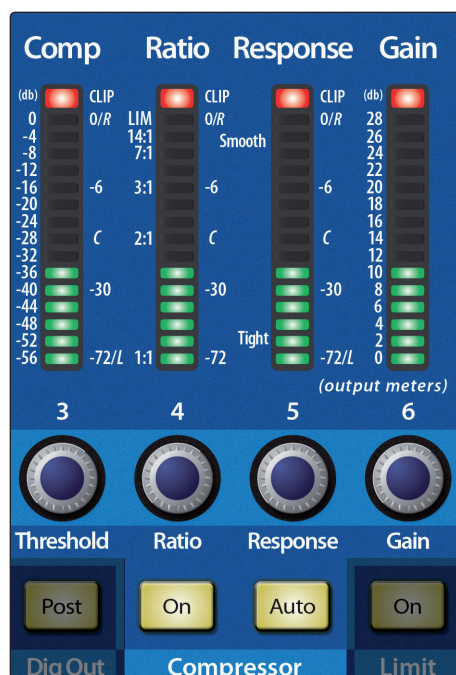 Comp Ratio Response Gain
(db) CLIP CLIP CLIP (db)
0 0/R LIM 0/R 0/R 28
-4 14:1 Smooth 26
-8 7:1 24
-12 22
-16 -6 3:1 -6 -6 20
-20 18
-24 16
-28 C 2:1 C C 14
-32 12
-36 10
-40 -30 -30 -30 8
-44 6
-48 4
-52 Tight 2
-56 -72/L 1:1 -72 -72/L 0
(output meters)
3 4 5 6
Threshold Ratio Response Gain
Post On Auto On
Dig Out Compressor Limit